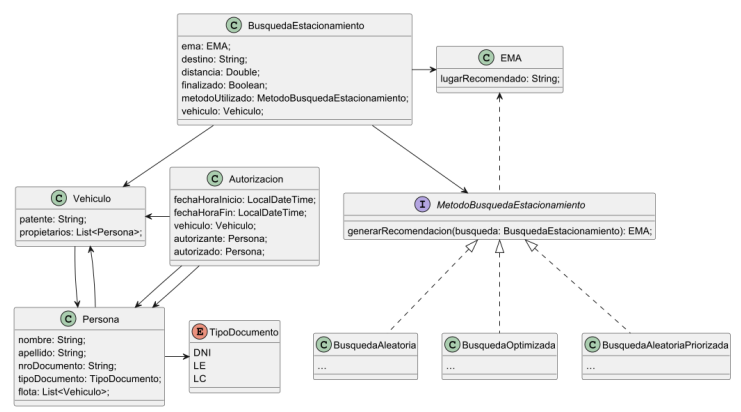 C BusquedaEstacionamiento
ema: EMA;
destino: String;
distancia: Double;
finalizado: Boolean;
metodoUtilizado: MetodoBusquedaEstacionamiento;
vehiculo: Vehiculo;
C EMA
lugarRecomendado: String;
C Vehiculo
patente: String;
propietarios: List<Persona>;
C Autorizacion
fechaHoraInicio: LocalDateTime;
fechaHoraFin: LocalDateTime;
vehiculo: Vehiculo;
autorizante: Persona;
autorizado: Persona;
I MetodoBusquedaEstacionamiento
generarRecomendacion(busqueda: BusquedaEstacionamiento): EMA;
C Persona
nombre: String;
apellido: String;
nroDocumento: String;
tipoDocumento: TipoDocumento;
flota: List<Vehiculo>;
E TipoDocumento
DNI
LE
LC
C BusquedaAleatoria
...
C BusquedaOptimizada
...
C BusquedaAleatoriaPriorizada
...